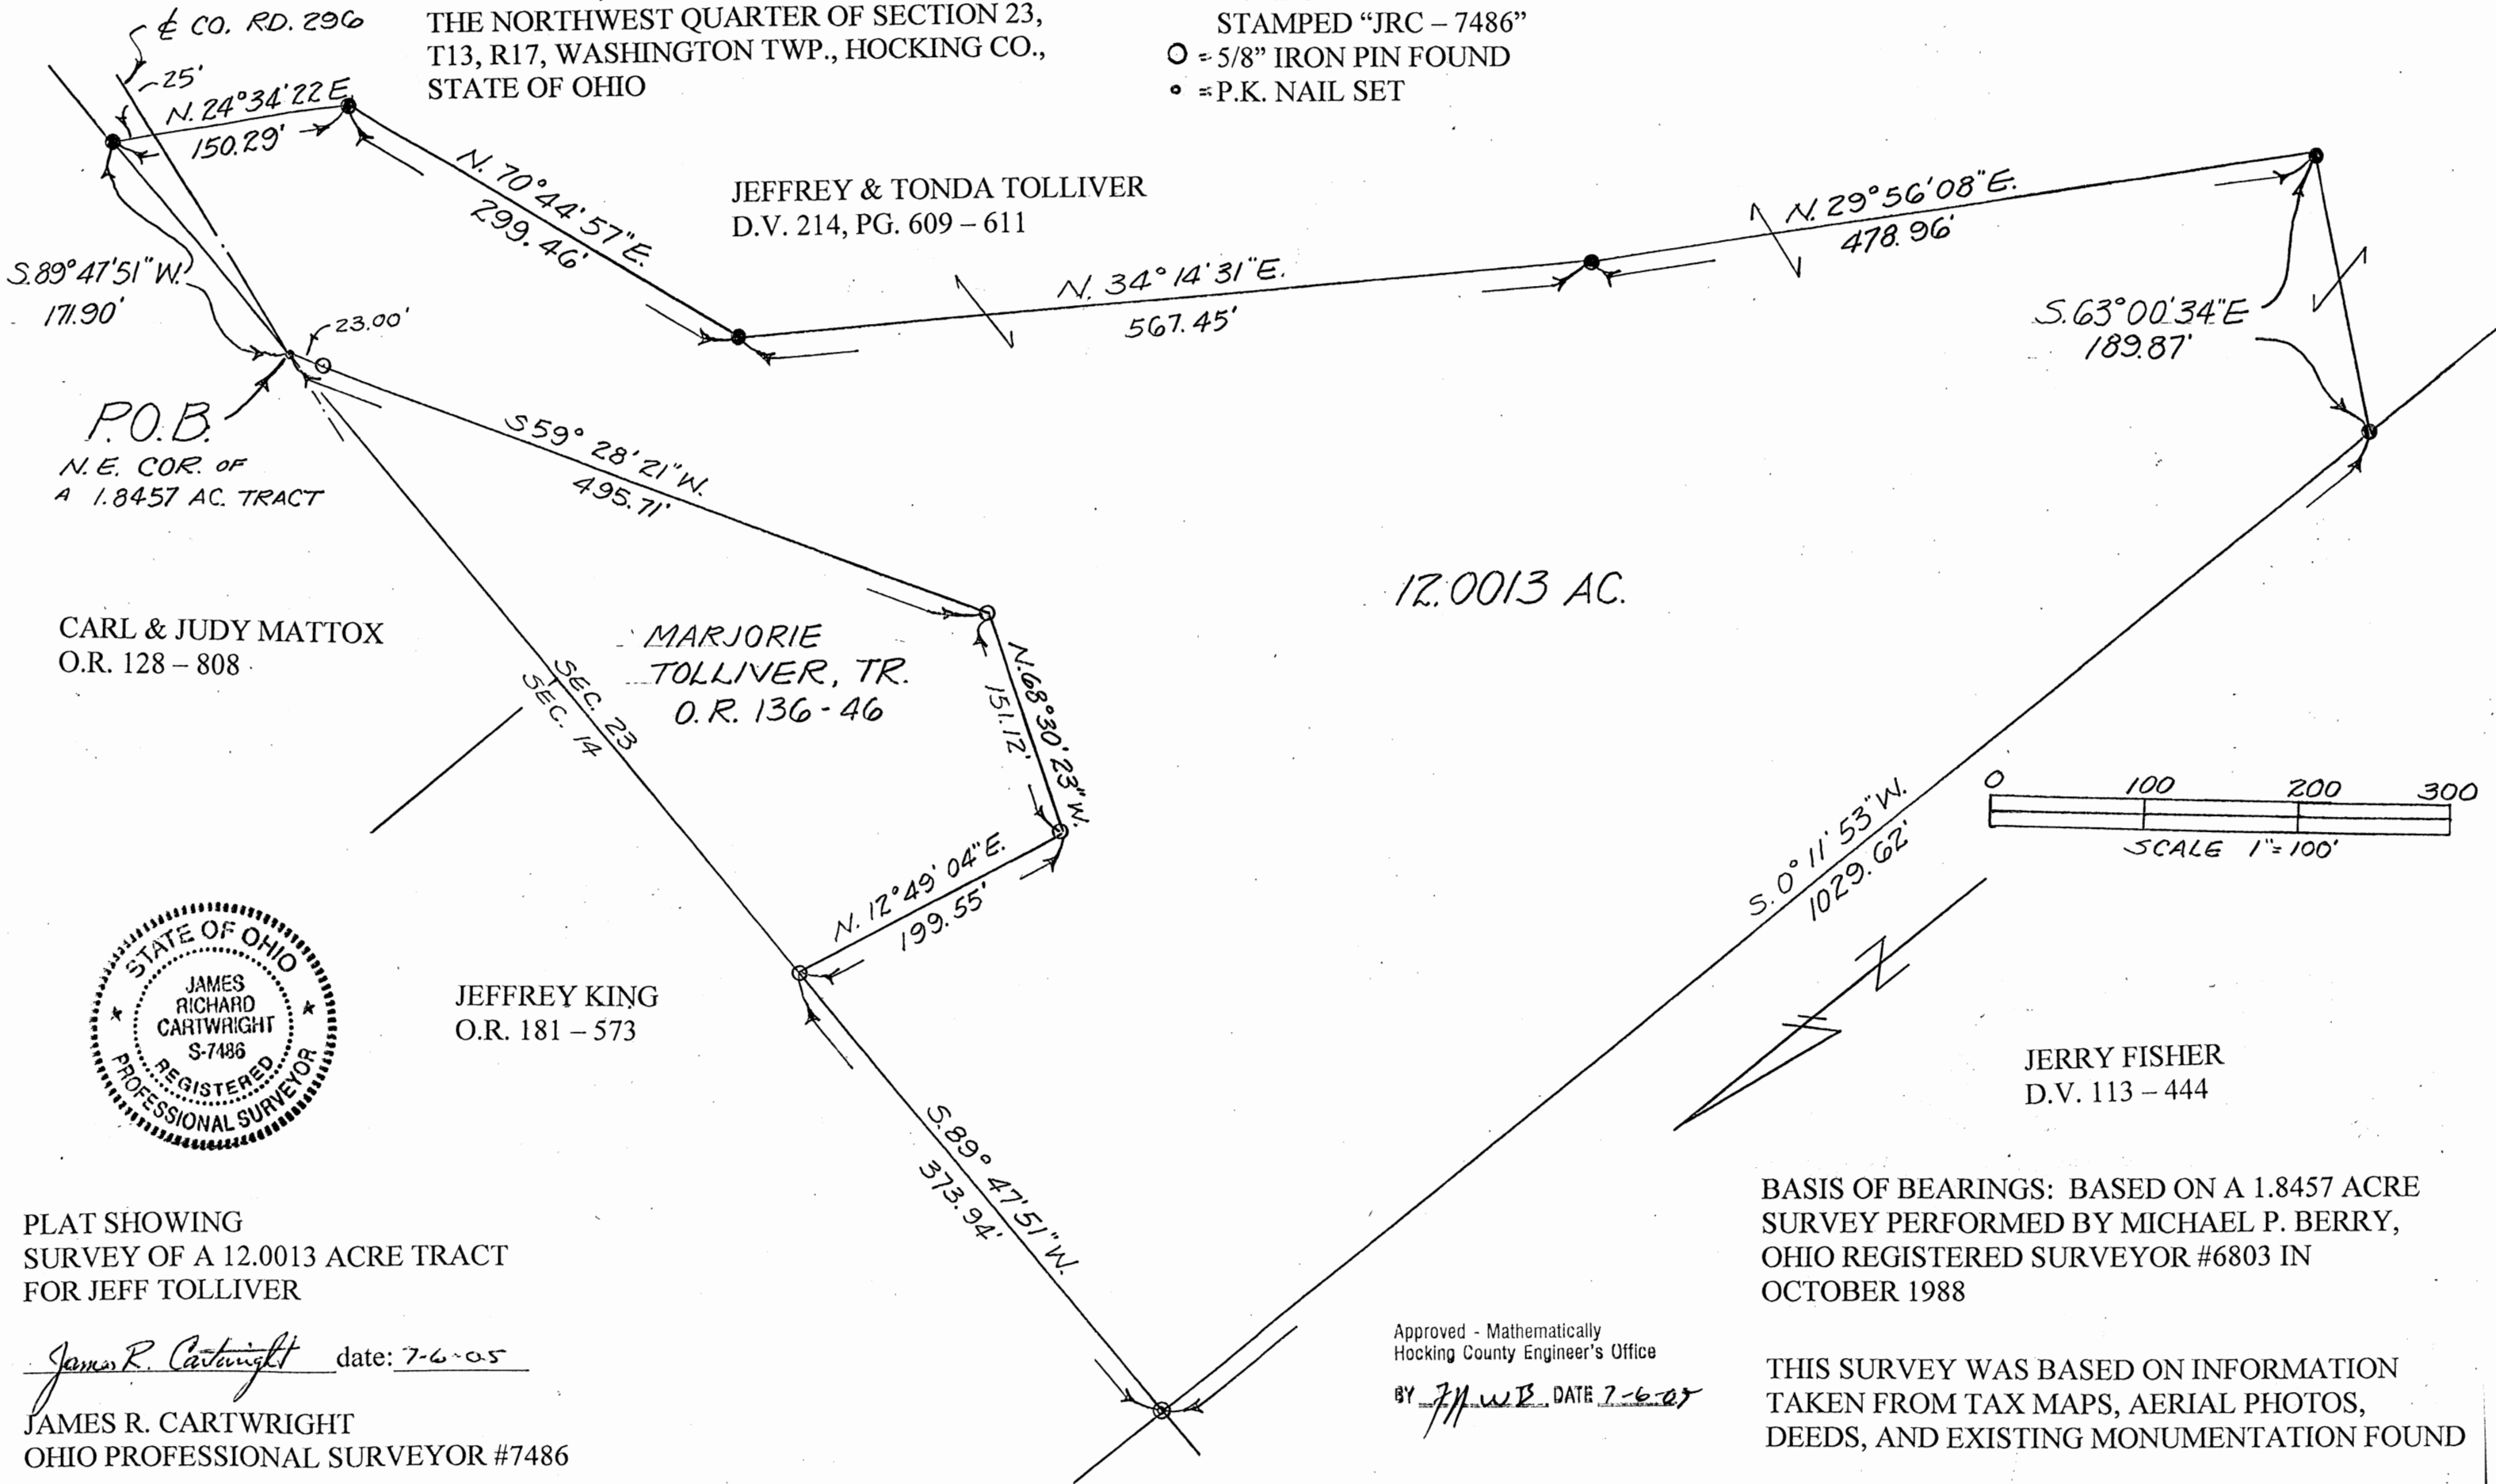 ℄ CO. RD. 296
THE NORTHWEST QUARTER OF SECTION 23,
T13, R17, WASHINGTON TWP., HOCKING CO.,
STATE OF OHIO
STAMPED “JRC – 7486”
O = 5/8” IRON PIN FOUND
o = P.K. NAIL SET
25'
N. 24°34'22 E.
150.29'
N. 70°44'57"E.
299.46'
JEFFREY & TONDA TOLLIVER
D.V. 214, PG. 609 – 611
N. 34°14'31"E.
567.45'
N. 29°56'08"E.
478.96'
S. 63°00'34"E
189.87'
S. 89°47'51"W.
171.90'
23.00'
P.O.B.
N.E. COR. OF
A 1.8457 AC. TRACT
S 59° 28'21"W.
495.71'
12.0013 AC.
CARL & JUDY MATTOX
O.R. 128 – 808
SEC. 23
SEC. 14
MARJORIE
TOLLIVER, TR.
O.R. 136-46
N. 68°30'23"W.
151.12'
N. 12°49'04"E.
199.55'
S. 0°11'53"W.
1029.62'
0 100 200 300
SCALE 1"=100'
STATE OF OHIO
JAMES
RICHARD
CARTWRIGHT
S-7486
REGISTERED
PROFESSIONAL SURVEYOR
JEFFREY KING
O.R. 181 – 573
S. 89° 47'51"W.
373.94'
N
JERRY FISHER
D.V. 113 – 444
PLAT SHOWING
SURVEY OF A 12.0013 ACRE TRACT
FOR JEFF TOLLIVER
James R. Cartwright date: 7-6-05
JAMES R. CARTWRIGHT
OHIO PROFESSIONAL SURVEYOR #7486
Approved - Mathematically
Hocking County Engineer's Office
BY DATE 7-6-05
BASIS OF BEARINGS: BASED ON A 1.8457 ACRE
SURVEY PERFORMED BY MICHAEL P. BERRY,
OHIO REGISTERED SURVEYOR #6803 IN
OCTOBER 1988
THIS SURVEY WAS BASED ON INFORMATION
TAKEN FROM TAX MAPS, AERIAL PHOTOS,
DEEDS, AND EXISTING MONUMENTATION FOUND